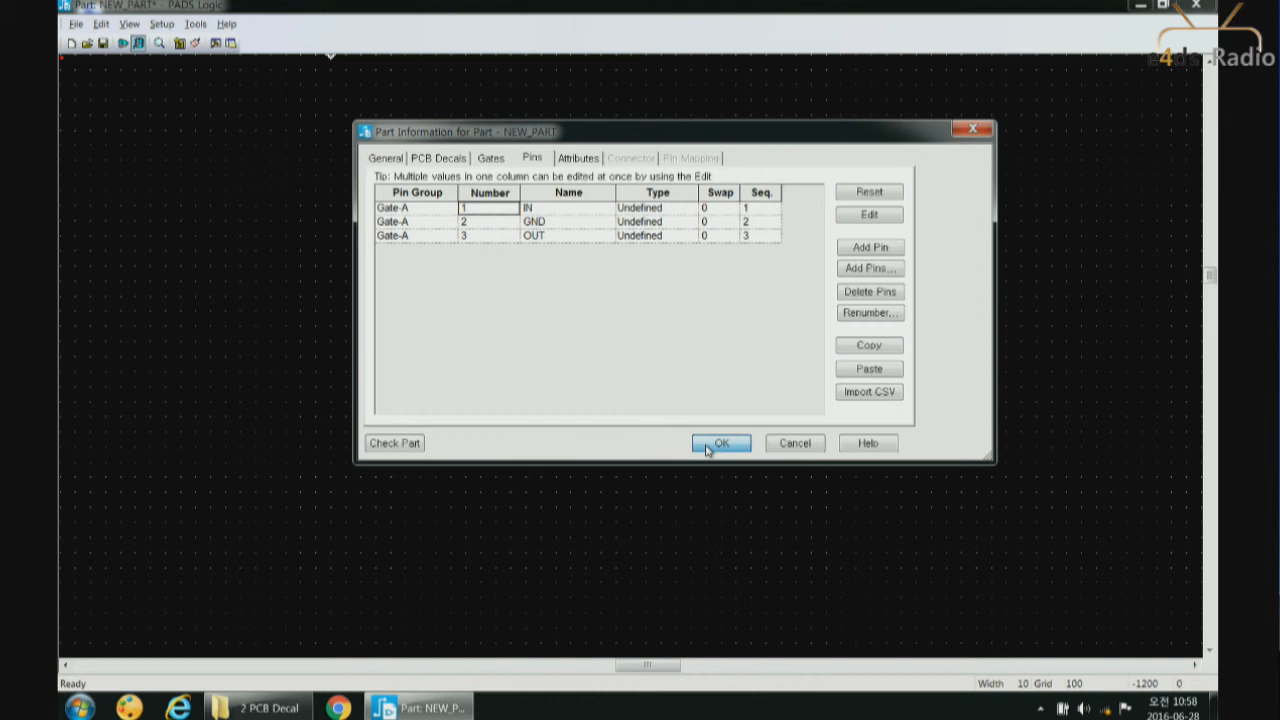 Part: NEW_PART* - PADS Logic
File Edit View Setup Tools Help
e4ds Radio
Part Information for Part - NEW_PART
General PCB Decals Gates Pins Attributes Connector Pin Mapping
Tip: Multiple values in one column can be edited at once by using the Edit
Pin Group Number Name Type Swap Seq.
Gate-A 1 IN Undefined 0 1
Gate-A 2 GND Undefined 0 2
Gate-A 3 OUT Undefined 0 3
Reset
Edit
Add Pin
Add Pins...
Delete Pins
Renumber...
Copy
Paste
Import CSV
Check Part OK Cancel Help
Ready Width 10 Grid 100 -1200 0
2 PCB Decal Part: NEW_P... 오전 10:58
2016-06-28